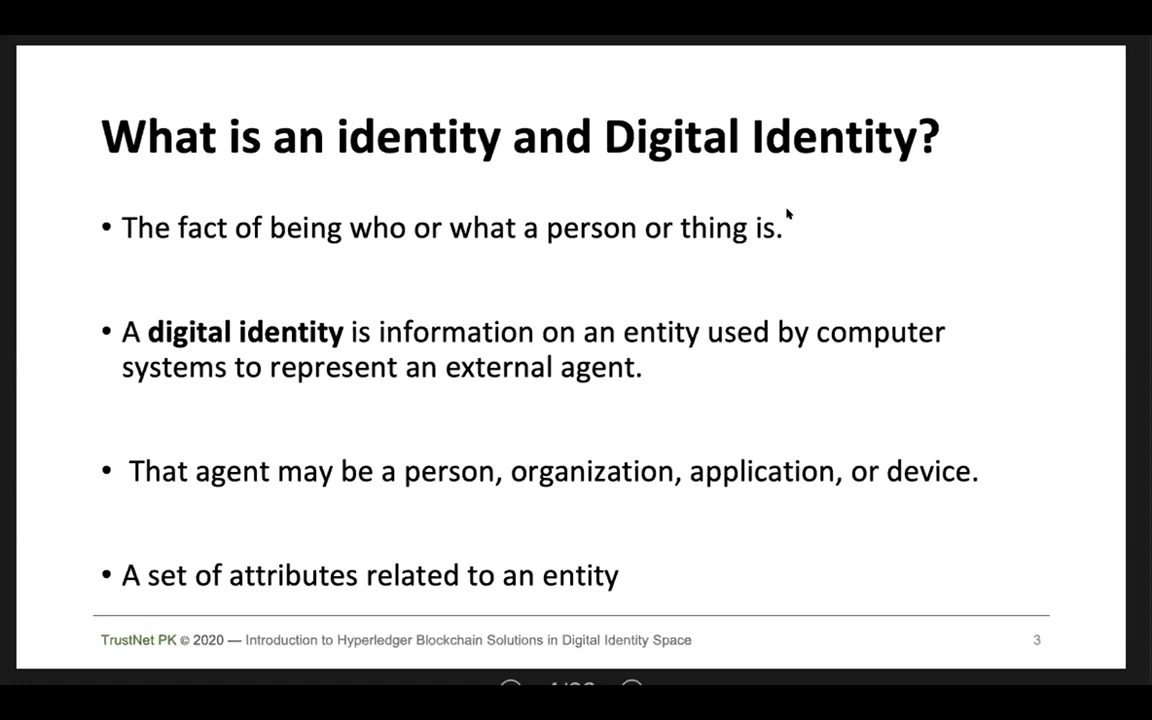 What is an identity and Digital Identity?
• The fact of being who or what a person or thing is.
• A digital identity is information on an entity used by computer
systems to represent an external agent.
• That agent may be a person, organization, application, or device.
• A set of attributes related to an entity
TrustNet PK © 2020 — Introduction to Hyperledger Blockchain Solutions in Digital Identity Space 3